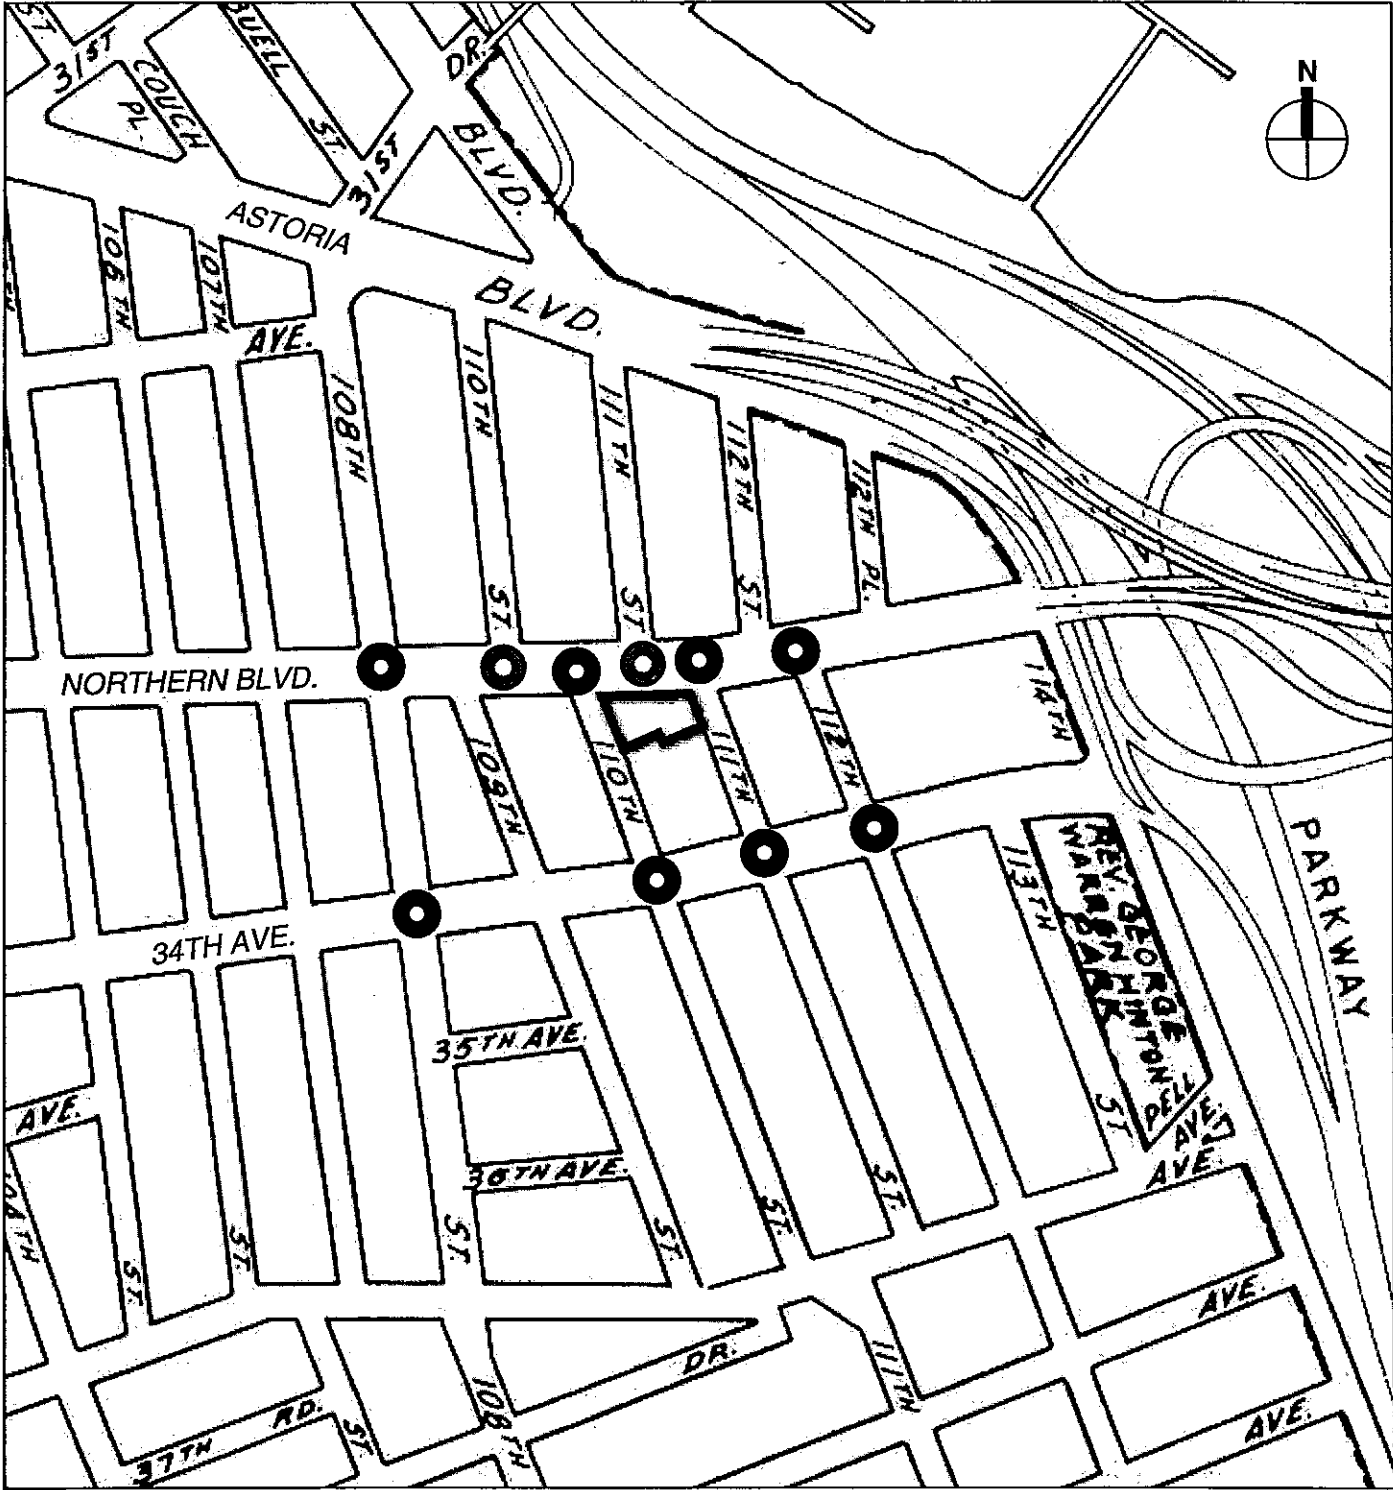 ST
31ST
COUCH
PL.
BUELL
ST.
31ST
DR.
BLVD.
N
ASTORIA
BLVD.
106TH
107TH
AVE.
108TH
110TH
111TH
112TH
112TH PL.
ST.
ST.
ST.
NORTHERN BLVD.
109TH
110TH
111TH
112TH
114TH
34TH AVE.
113TH
REV. GEORGE
WARREN HINTON
PARK
PARKWAY
35TH AVE.
36TH AVE.
AVE.
PELL
AVE.
AVE.
104TH
ST.
ST.
ST.
ST.
ST.
ST.
ST
AVE.
DR.
111TH
108TH
37TH RD.
ST.
AVE.